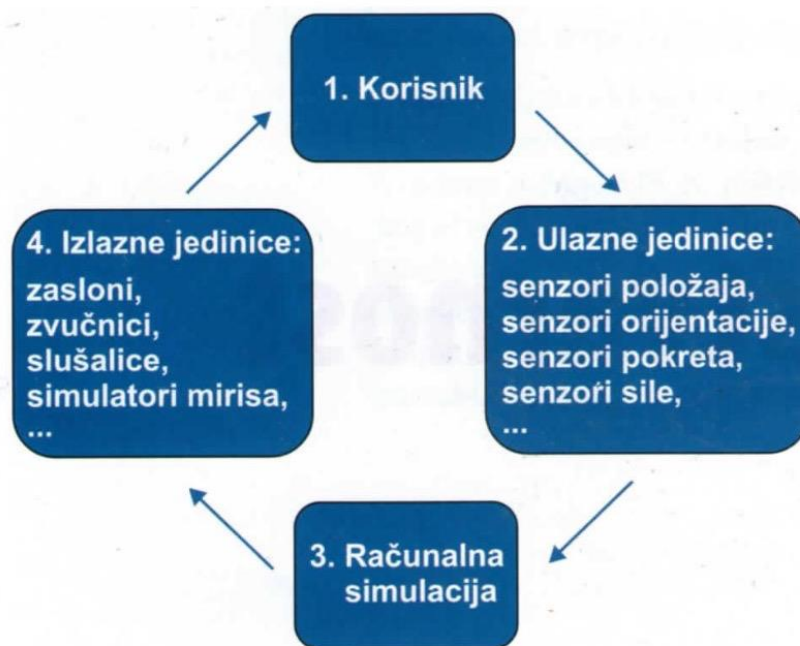 1. Korisnik
2. Ulazne jedinice:
senzori položaja,
senzori orijentacije,
senzori pokreta,
senzori sile,
...
3. Računalna
simulacija
4. Izlazne jedinice:
zasloni,
zvučnici,
slušalice,
simulatori mirisa,
...